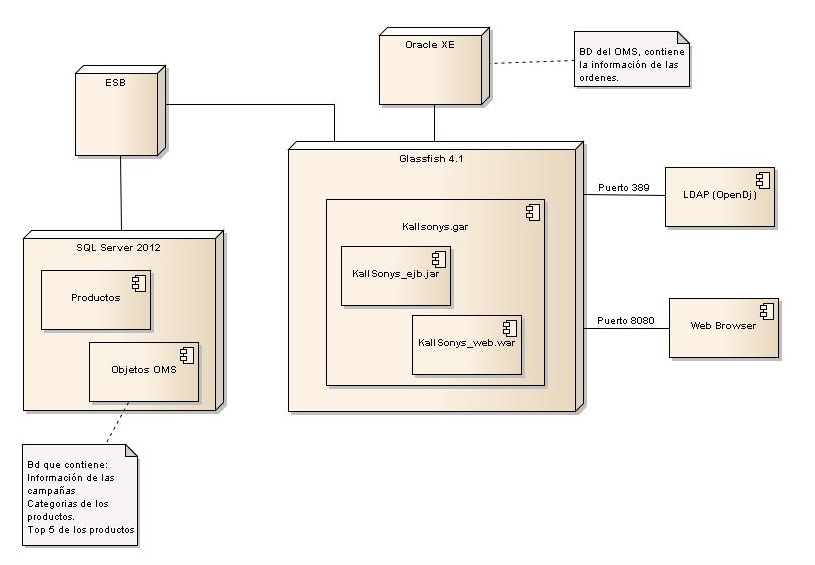 Oracle XE
BD del OMS, contiene
la información de las
ordenes.
ESB
Glassfish 4.1
Puerto 389
LDAP (OpenDj)
Kallsonys.gar
SQL Server 2012
KallSonys_ejb.jar
Productos
Puerto 8080
Web Browser
KallSonys_web.war
Objetos OMS
Bd que contiene:
Información de las
campañas
Categorias de los
productos.
Top 5 de los productos